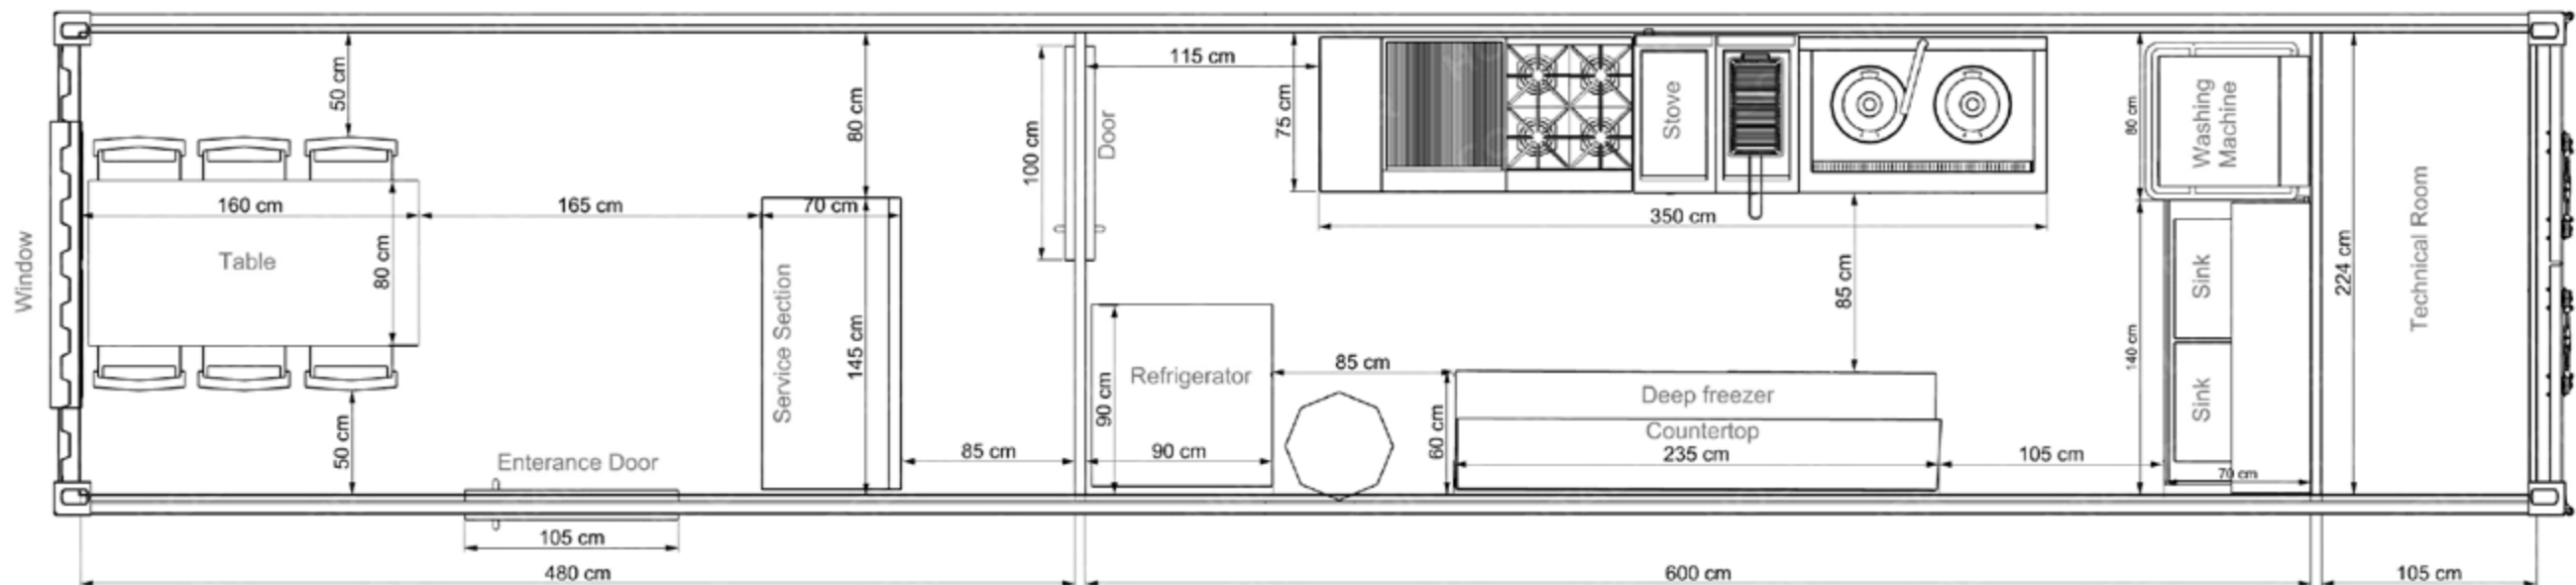 50 cm
80 cm
115 cm
100 cm
Door
75 cm
Stove
80 cm
Washing
Machine
160 cm
165 cm
70 cm
350 cm
Window
Table
80 cm
Service Section
145 cm
85 cm
Sink
224 cm
Technical Room
Refrigerator
85 cm
Deep freezer
140 cm
50 cm
Enterance Door
85 cm
90 cm
90 cm
60 cm
Countertop
235 cm
105 cm
Sink
70 cm
105 cm
480 cm
600 cm
105 cm